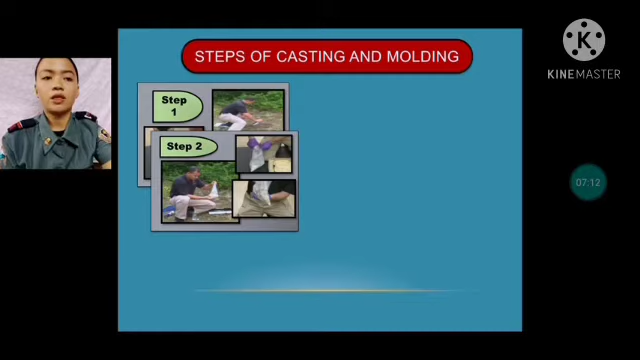 STEPS OF CASTING AND MOLDING
KINEMASTER
Step
1
Step 2
07:12